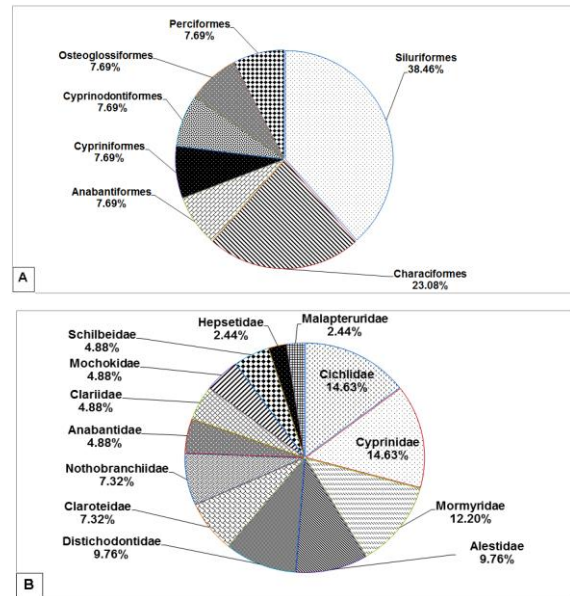 Perciformes
7.69%
Siluriformes
38.46%
Osteoglossiformes
7.69%
Cyprinodontiformes
7.69%
Cypriniformes
7.69%
Anabantiformes
7.69%
Characiformes
23.08%
A
Hepsetidae
2.44%
Malapteruridae
2.44%
Schilbeidae
4.88%
Mochokidae
4.88%
Clariidae
4.88%
Anabantidae
4.88%
Nothobranchiidae
7.32%
Claroteidae
7.32%
Distichodontidae
9.76%
Cichlidae
14.63%
Cyprinidae
14.63%
Mormyridae
12.20%
Alestidae
9.76%
B